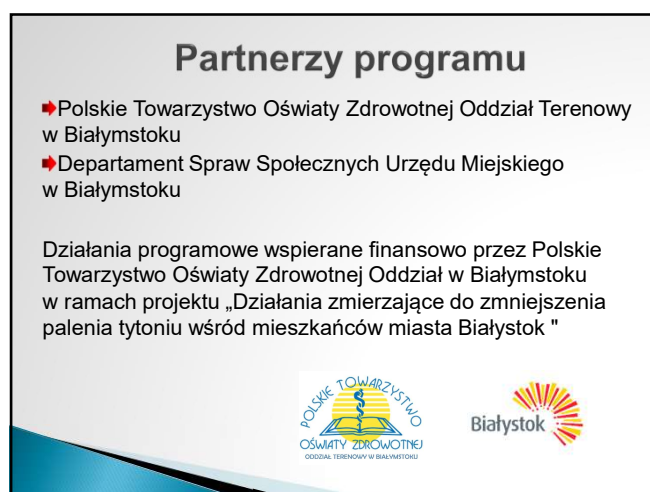 Partnerzy programu
Polskie Towarzystwo Oświaty Zdrowotnej Oddział Terenowy
w Białymstoku
Departament Spraw Społecznych Urzędu Miejskiego
w Białymstoku
Działania programowe wspierane finansowo przez Polskie
Towarzystwo Oświaty Zdrowotnej Oddział w Białymstoku
w ramach projektu „Działania zmierzające do zmniejszenia
palenia tytoniu wśród mieszkańców miasta Białystok "
POLSKIE TOWARZYSTWO
OŚWIATY ZDROWOTNEJ
ODDZIAŁ TERENOWY W BIAŁYMSTOKU
Białystok